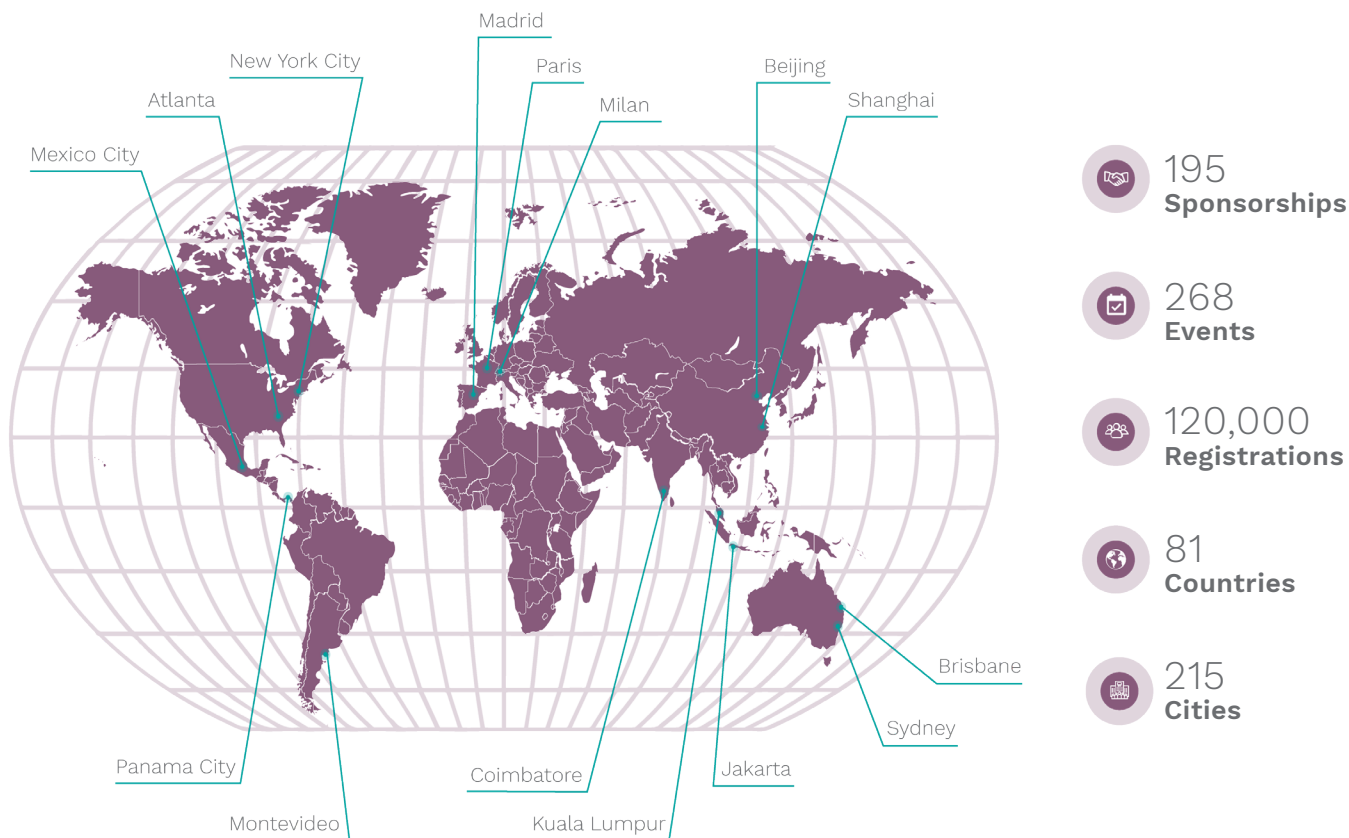 Madrid
New York City
Paris
Beijing
Atlanta
Milan
Shanghai
Mexico City
195
Sponsorships
268
Events
120,000
Registrations
81
Countries
215
Cities
Brisbane
Sydney
Panama City
Coimbatore
Jakarta
Montevideo
Kuala Lumpur